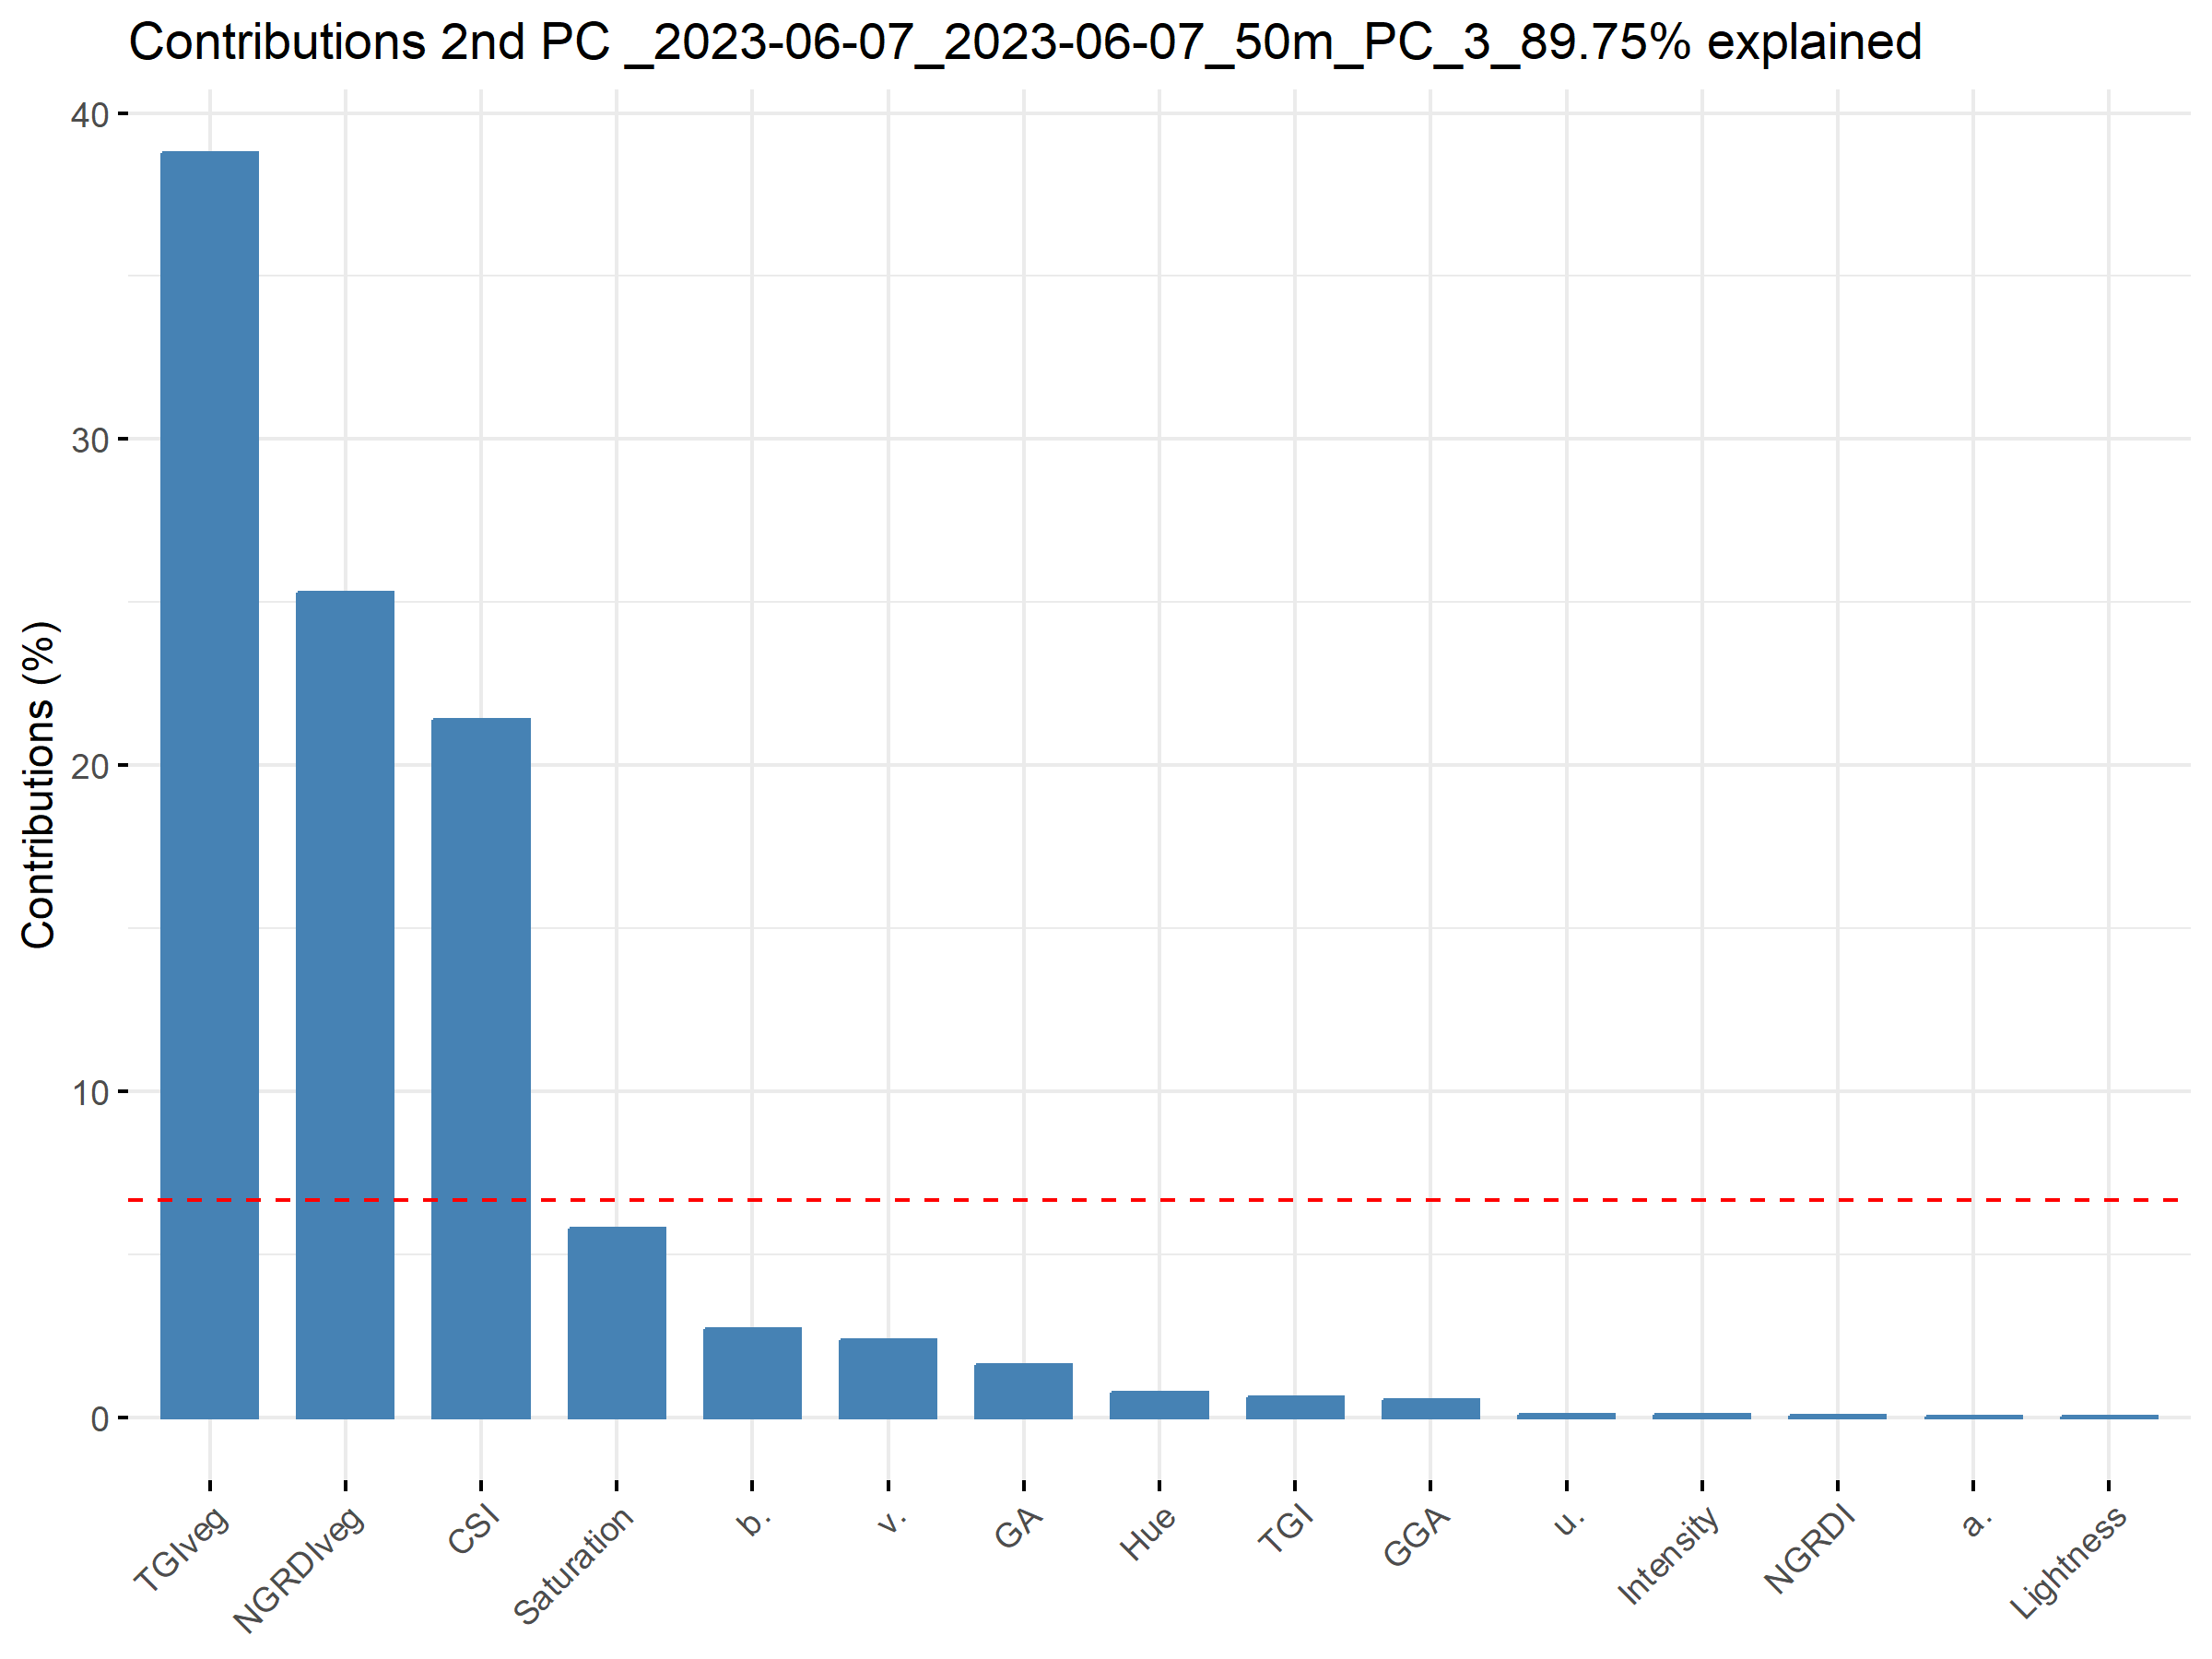 Contributions 2nd PC _2023-06-07_2023-06-07_50m_PC_3_89.75% explained
Contributions (%)
40
30
20
10
0
TGIveg
NGRDIveg
CSI
Saturation
b.
v.
GA
Hue
TGI
GGA
u.
Intensity
NGRDI
a.
Lightness